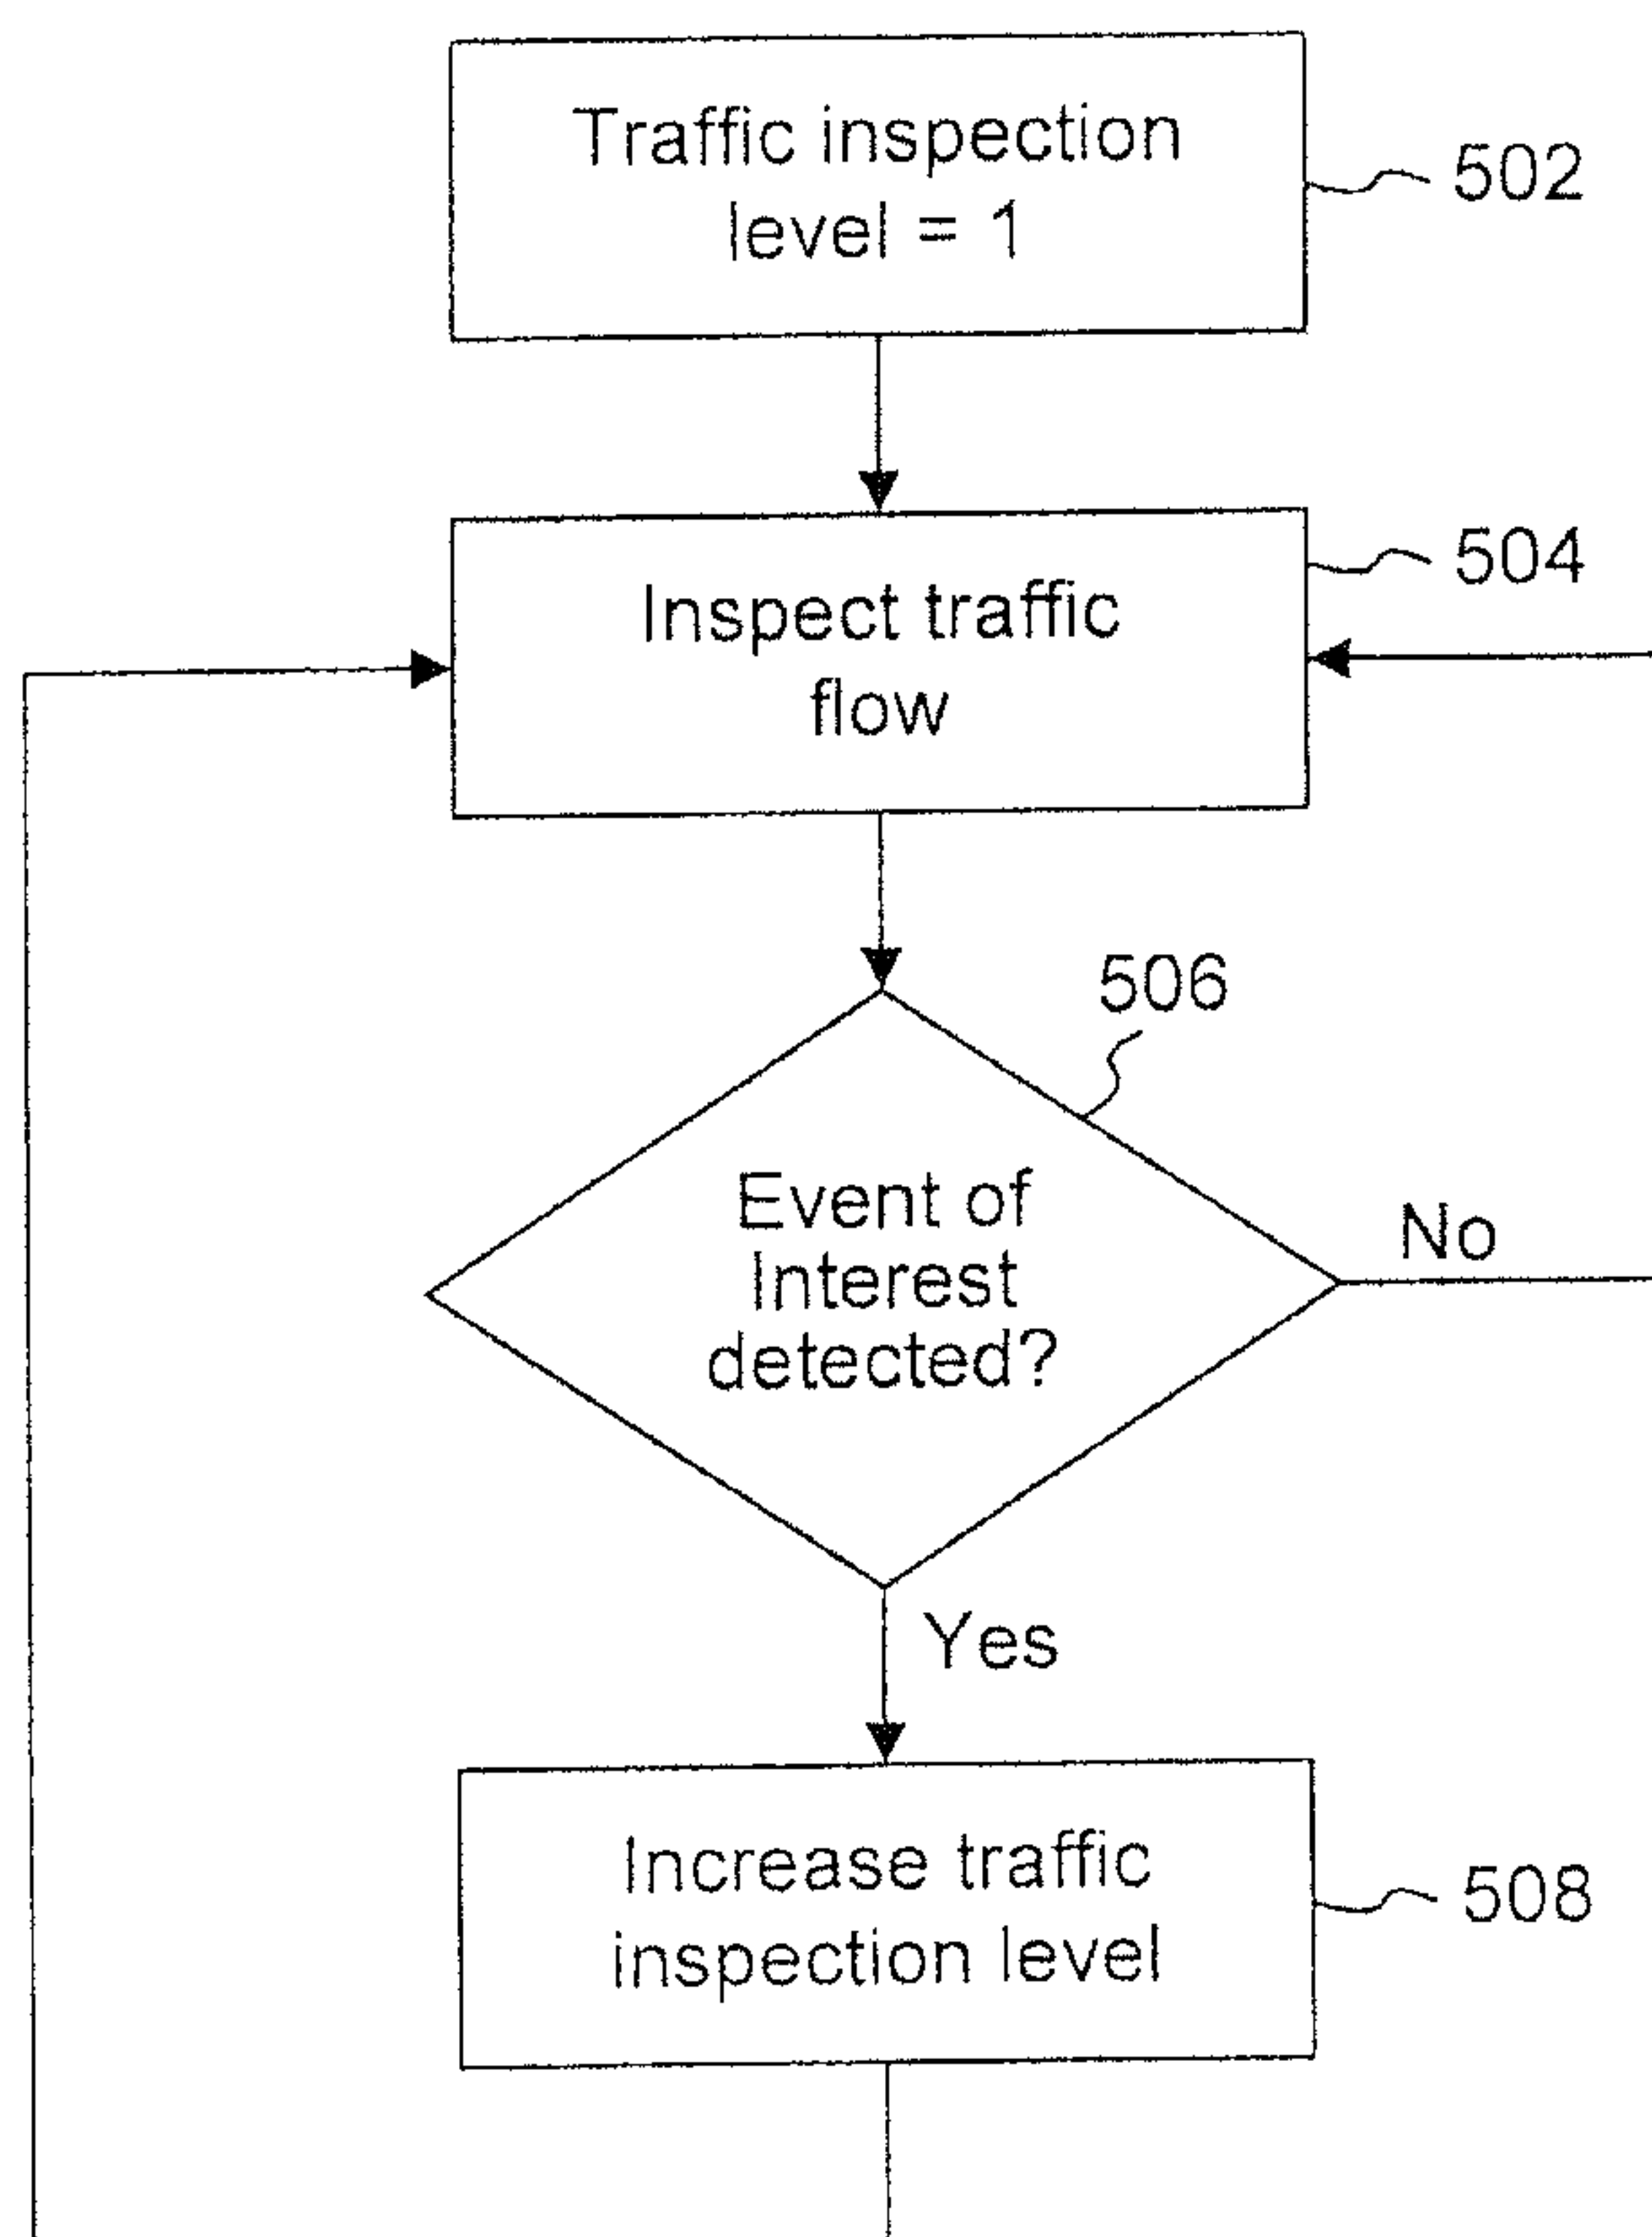 Traffic inspection
level = 1
502
504
Inspect traffic
flow
506
Event of
Interest
detected?
No
Yes
Increase traffic
inspection level
508